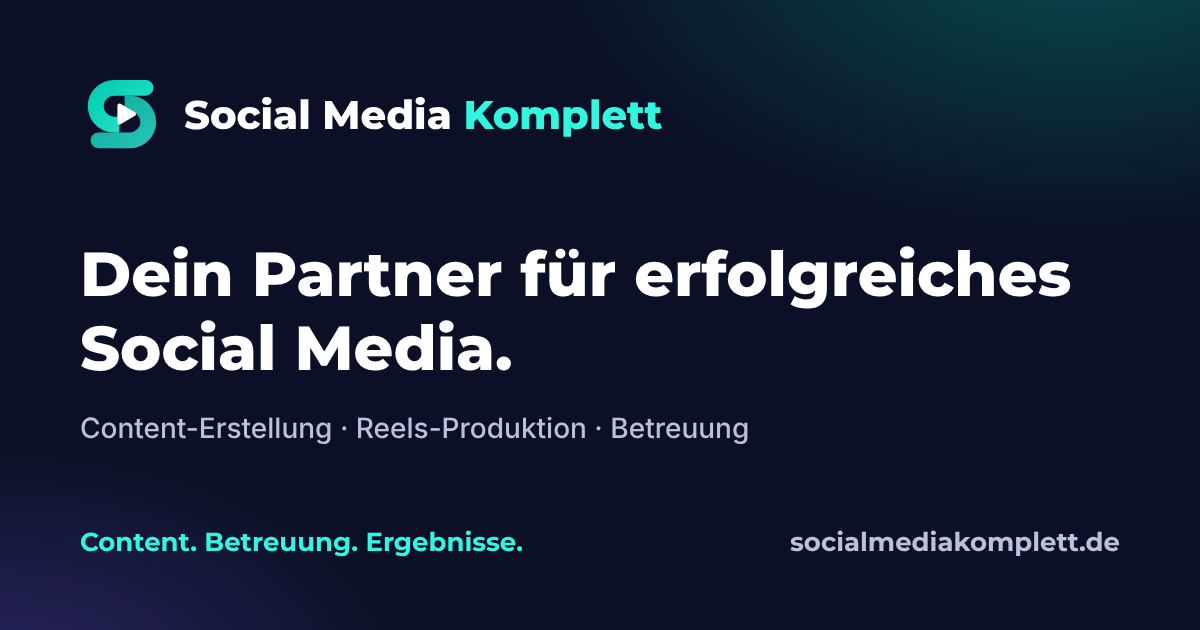 Social Media Komplett
Dein Partner für erfolgreiches
Social Media.
Content-Erstellung · Reels-Produktion · Betreuung
Content. Betreuung. Ergebnisse.
socialmediakomplett.de